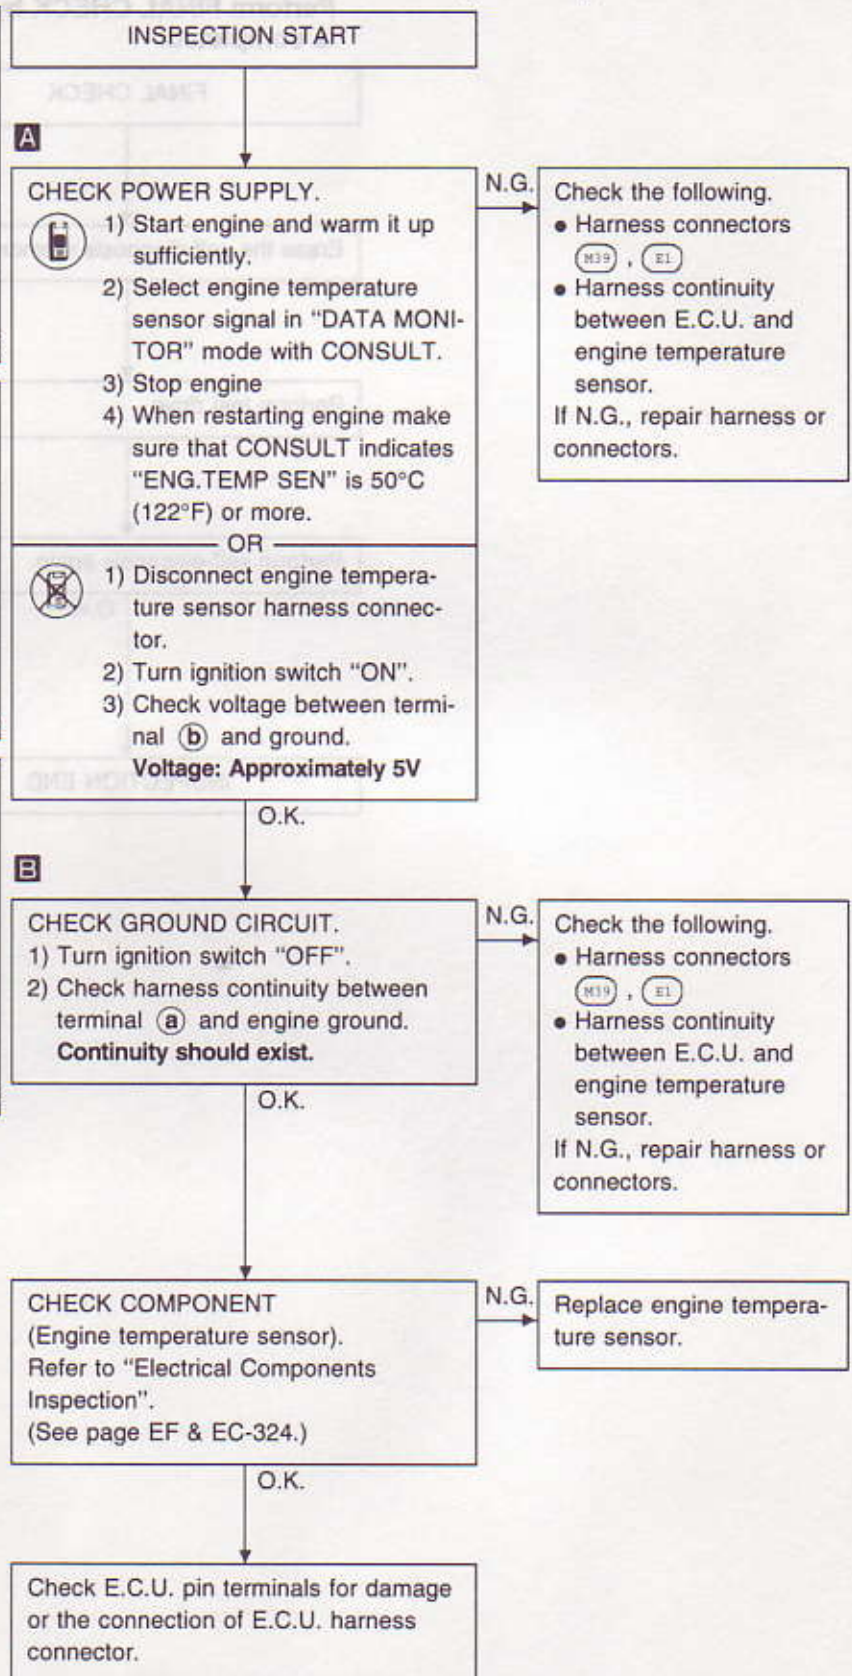 INSPECTION START
A
CHECK POWER SUPPLY.
1) Start engine and warm it up
sufficiently.
2) Select engine temperature
sensor signal in “DATA MONI-
TOR” mode with CONSULT.
3) Stop engine
4) When restarting engine make
sure that CONSULT indicates
“ENG.TEMP SEN” is 50°C
(122°F) or more.
OR
1) Disconnect engine tempera-
ture sensor harness connec-
tor.
2) Turn ignition switch “ON”.
3) Check voltage between termi-
nal b and ground.
Voltage: Approximately 5V
N.G.
Check the following.
● Harness connectors
M39 , E1
● Harness continuity
between E.C.U. and
engine temperature
sensor.
If N.G., repair harness or
connectors.
O.K.
B
CHECK GROUND CIRCUIT.
1) Turn ignition switch “OFF”.
2) Check harness continuity between
terminal a and engine ground.
Continuity should exist.
N.G.
Check the following.
● Harness connectors
M39 , E1
● Harness continuity
between E.C.U. and
engine temperature
sensor.
If N.G., repair harness or
connectors.
O.K.
CHECK COMPONENT
(Engine temperature sensor).
Refer to “Electrical Components
Inspection”.
(See page EF & EC-324.)
N.G.
Replace engine tempera-
ture sensor.
O.K.
Check E.C.U. pin terminals for damage
or the connection of E.C.U. harness
connector.